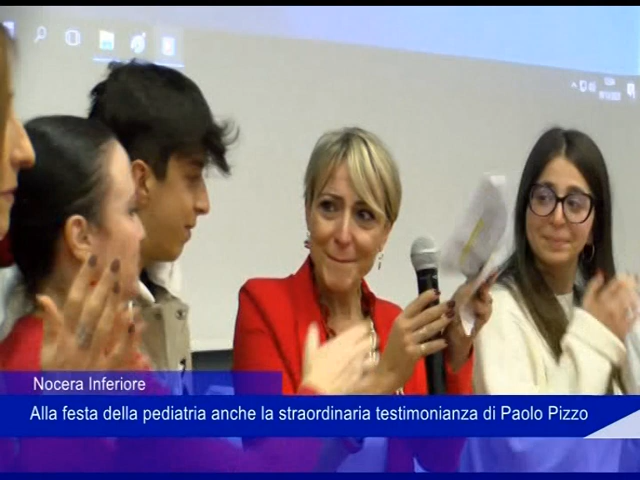 Nocera Inferiore
Alla festa della pediatria anche la straordinaria testimonianza di Paolo Pizzo